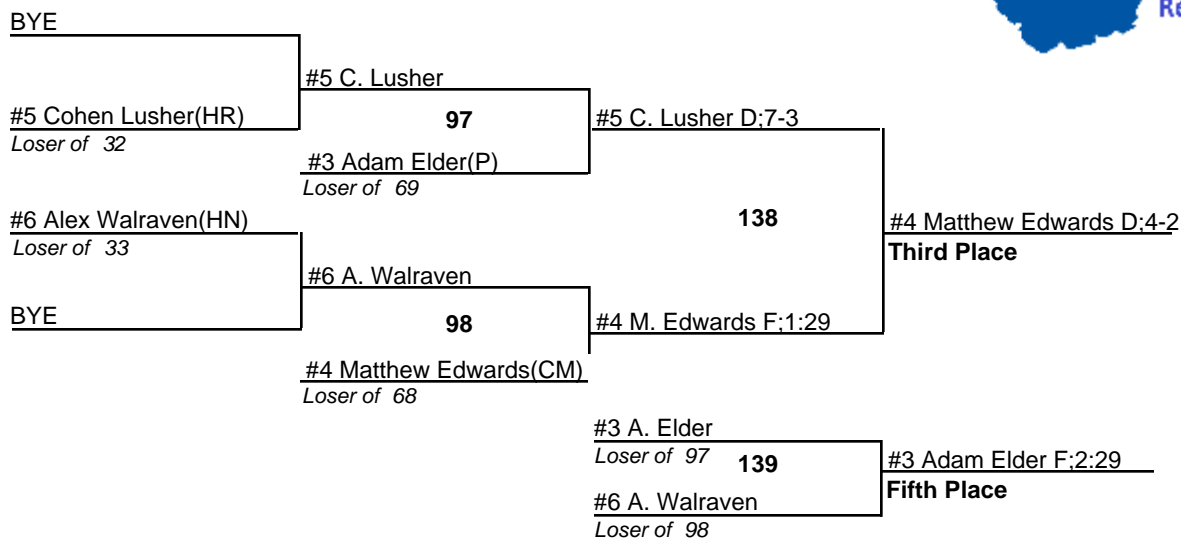 Re
BYE
#5 C. Lusher
#5 Cohen Lusher(HR)
Loser of 32
97
#5 C. Lusher D;7-3
#3 Adam Elder(P)
Loser of 69
#6 Alex Walraven(HN)
Loser of 33
138
#4 Matthew Edwards D;4-2
Third Place
#6 A. Walraven
BYE
98
#4 M. Edwards F;1:29
#4 Matthew Edwards(CM)
Loser of 68
#3 A. Elder
Loser of 97
139
#3 Adam Elder F;2:29
Fifth Place
#6 A. Walraven
Loser of 98